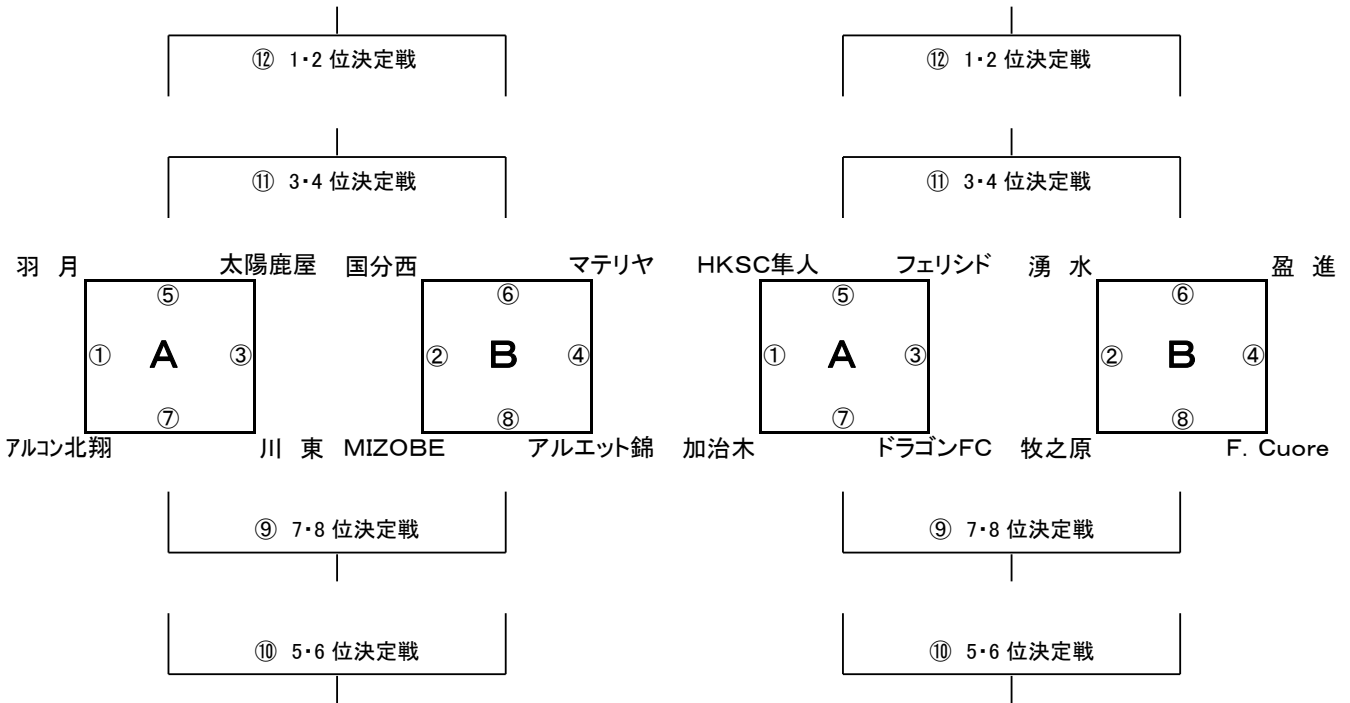 ⑫ 1・2 位決定戦 ⑫ 1・2 位決定戦
⑪ 3・4 位決定戦 ⑪ 3・4 位決定戦
羽 月 太陽鹿屋 国分西 マテリヤ HKSC隼人 フェリシド 湧 水 盈 進
⑤ ⑥ ⑤ ⑥
① A ③ ② B ④ ① A ③ ② B ④
⑦ ⑧ ⑦ ⑧
アルコン北翔 川 東 MIZOBE アルエット錦 加治木 ドラゴンFC 牧之原 F. Cuore
⑨ 7・8 位決定戦 ⑨ 7・8 位決定戦
⑩ 5・6 位決定戦 ⑩ 5・6 位決定戦